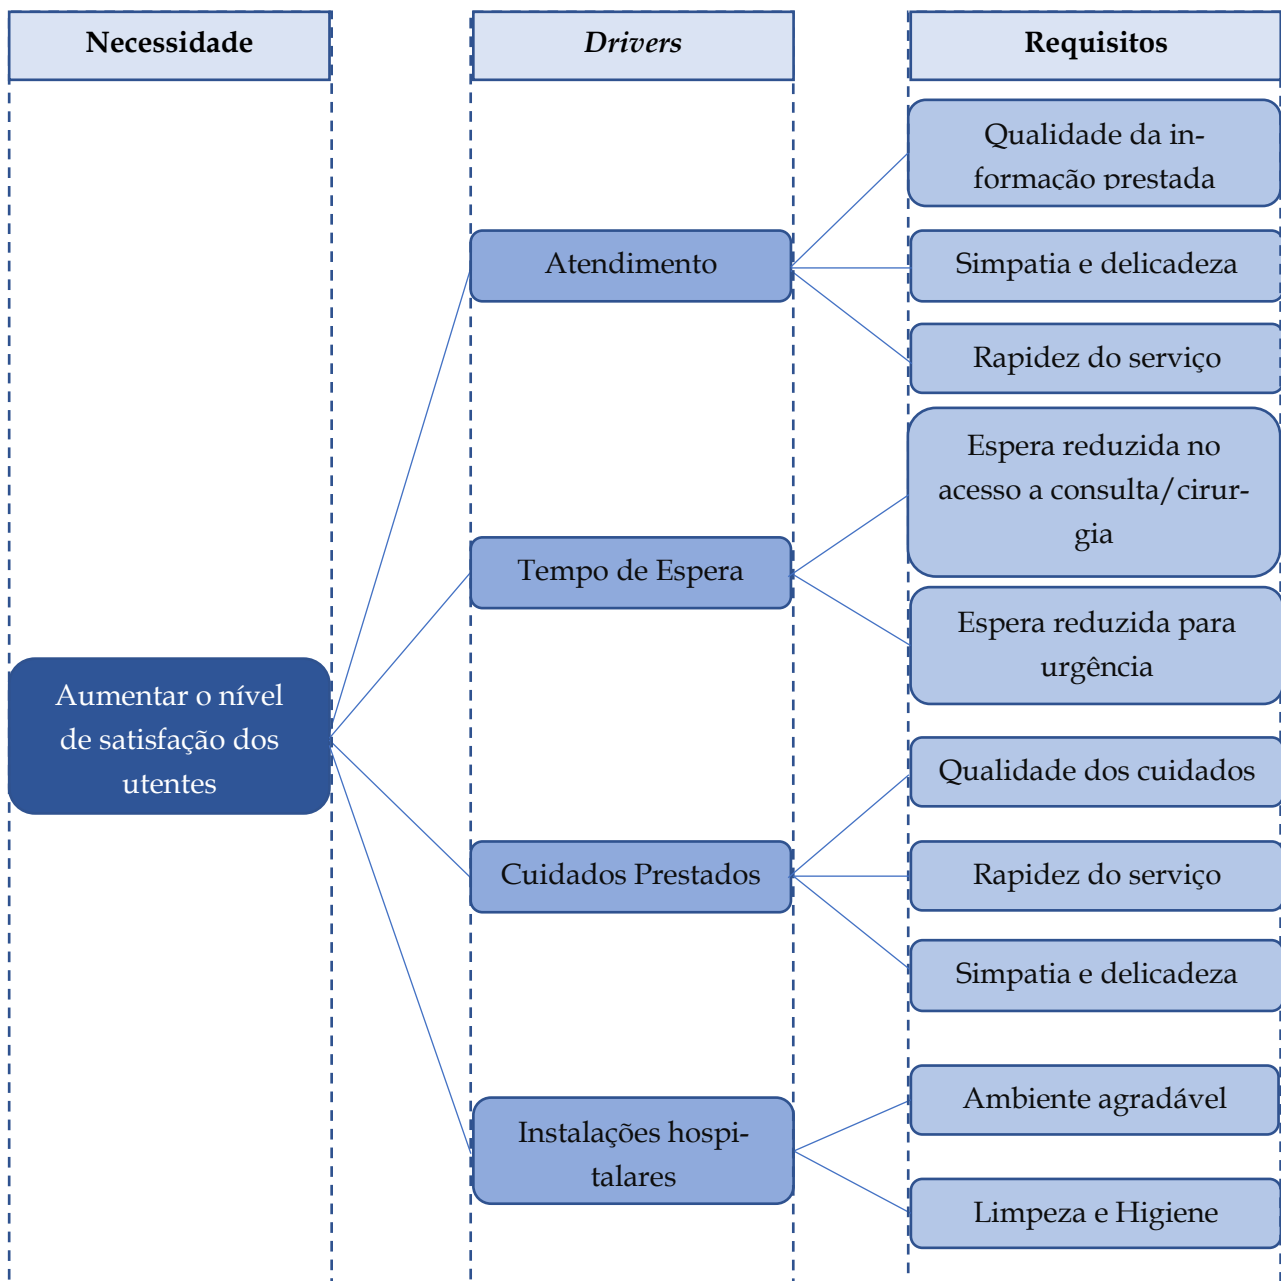 Necessidade
Drivers
Requisitos
Qualidade da in-
formação prestada
Atendimento
Simpatia e delicadeza
Rapidez do serviço
Espera reduzida no
acesso a consulta/cirur-
gia
Tempo de Espera
Espera reduzida para
urgência
Aumentar o nível
de satisfação dos
utentes
Qualidade dos cuidados
Cuidados Prestados
Rapidez do serviço
Simpatia e delicadeza
Ambiente agradável
Instalações hospi-
talares
Limpeza e Higiene